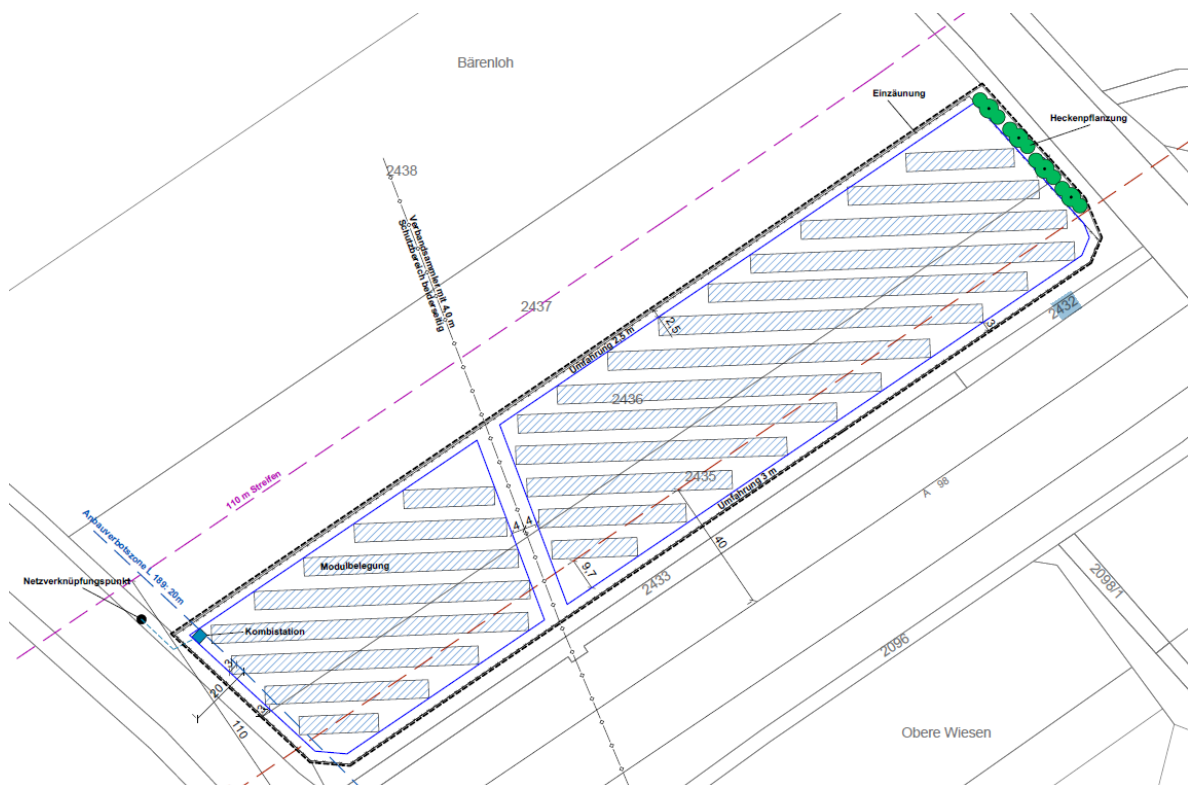 Bärenloh
Einzäunung
Heckenpflanzung
2438
Verbandsammler mit 4,0 m
Schutzbereich beiderseitig
2437
2432
2,5
3
Umfahrung 2,5 m
2436
110 m Streifen
2435
Umfahrung 3 m
A 98
4 4
40
Anbauverbotszone L 189: 20m
Modulbelegung
9,7
Netzverknüpfungspunkt
2433
2098/1
Kombistation
2096
3
20
3
110
Obere Wiesen